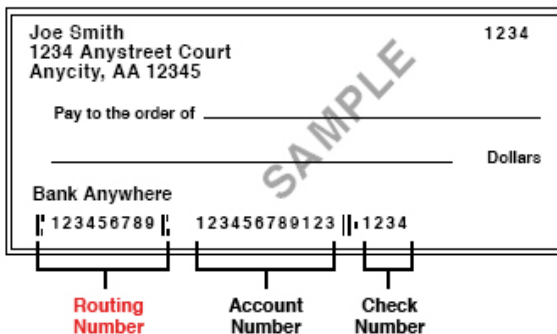 Joe Smith 1234
1234 Anystreet Court
Anycity, AA 12345
SAMPLE
Pay to the order of
Dollars
Bank Anywhere
123456789 123456789123 1234
Routing Account Check
Number Number Number